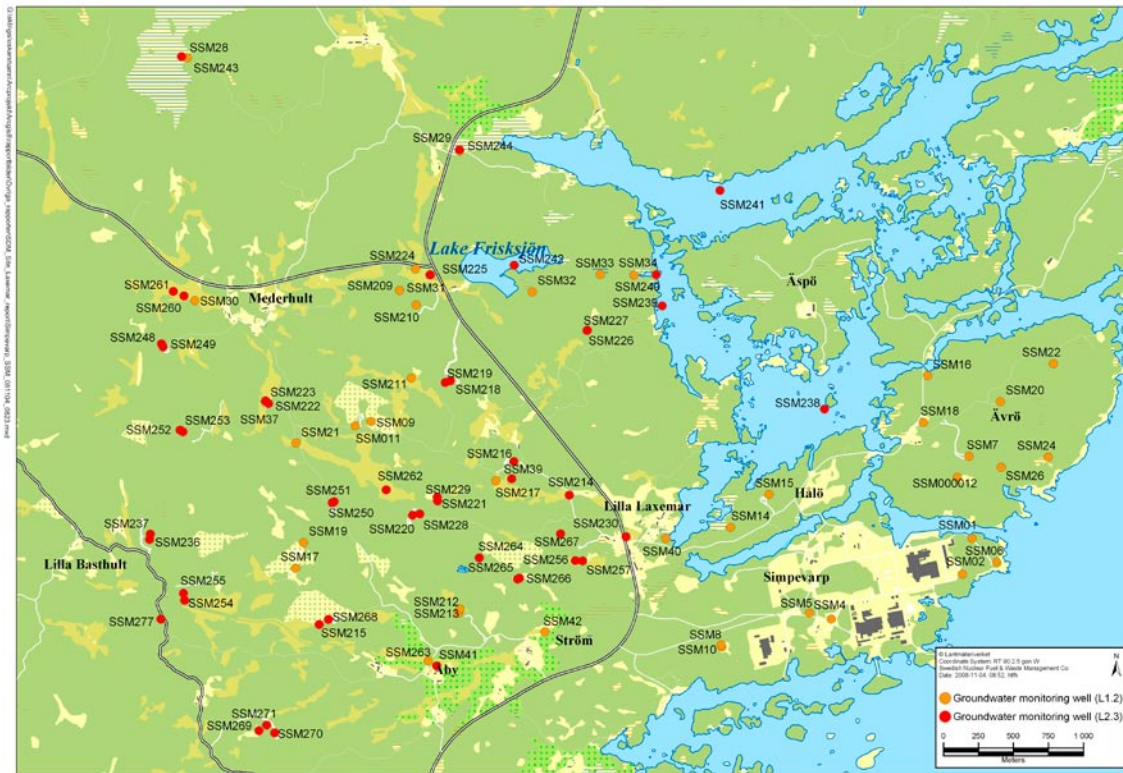 SSM28
SSM243
SSM29
SSM244
SSM241
Lake Frisksjön
SSM242
SSM224
SSM225
SSM33
SSM34
SSM209
SSM31
SSM32
SSM240
SSM239
Äspö
SSM261
SSM30
Mederhult
SSM260
SSM210
SSM227
SSM226
SSM248
SSM249
SSM16
SSM22
SSM219
SSM211
SSM218
SSM223
SSM222
SSM20
SSM238
SSM37
SSM09
SSM18
Ävrö
SSM253
SSM252
SSM21
SSM011
SSM7
SSM24
SSM216
SSM39
SSM26
SSM262
SSM217
SSM214
SSM15
Hålö
SSM000012
SSM251
SSM229
SSM221
Lilla Laxemar
SSM250
SSM220
SSM228
SSM230
SSM14
SSM237
SSM19
SSM267
SSM01
SSM236
SSM264
SSM40
SSM17
SSM256
SSM06
Lilla Basthult
SSM265
SSM257
SSM02
SSM266
Simpevarp
SSM255
SSM254
SSM212
SSM5
SSM4
SSM277
SSM268
SSM213
SSM42
SSM215
Ström
SSM8
SSM10
SSM263
SSM41
Äby
SSM271
SSM269
SSM270
© Lantmäteriverket
Coordinate System: RT 90 2.5 gon W
Swedish Nuclear Fuel & Waste Management Co
N
Groundwater monitoring well (L1.2)
Groundwater monitoring well (L2.3)
0 200 400 600 800 1 000
Meters